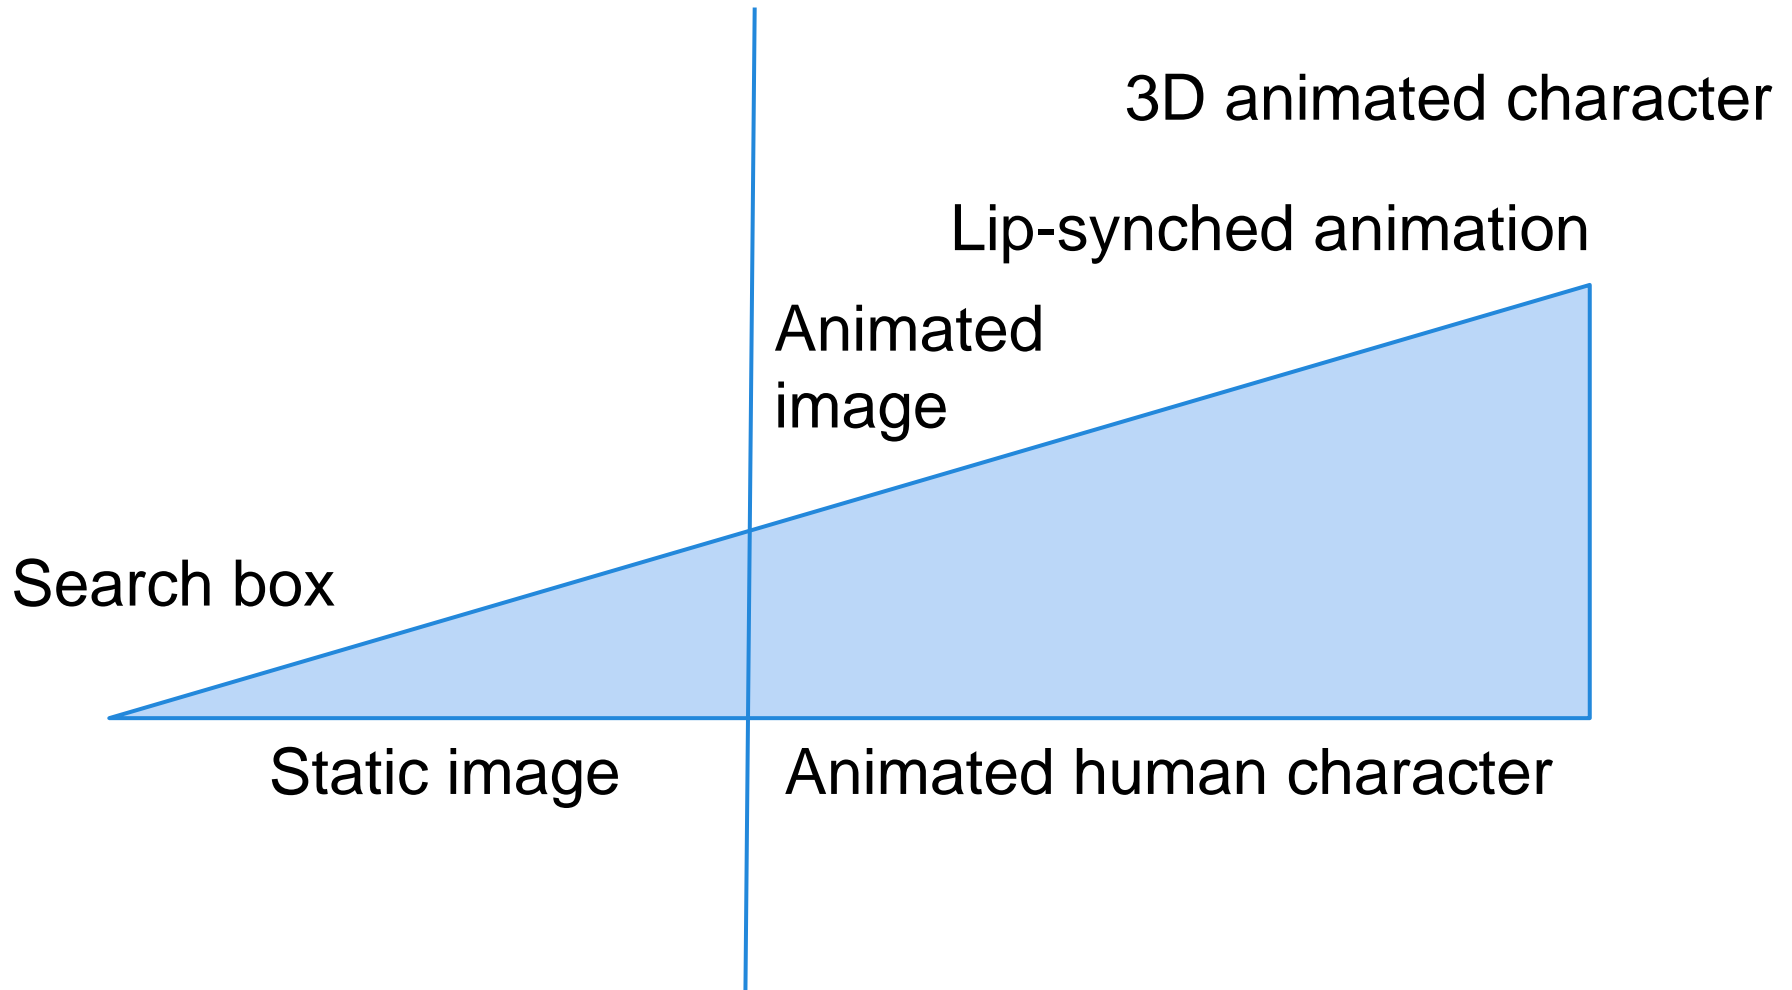 3D animated character
Lip-synched animation
Animated
image
Search box
Static image
Animated human character